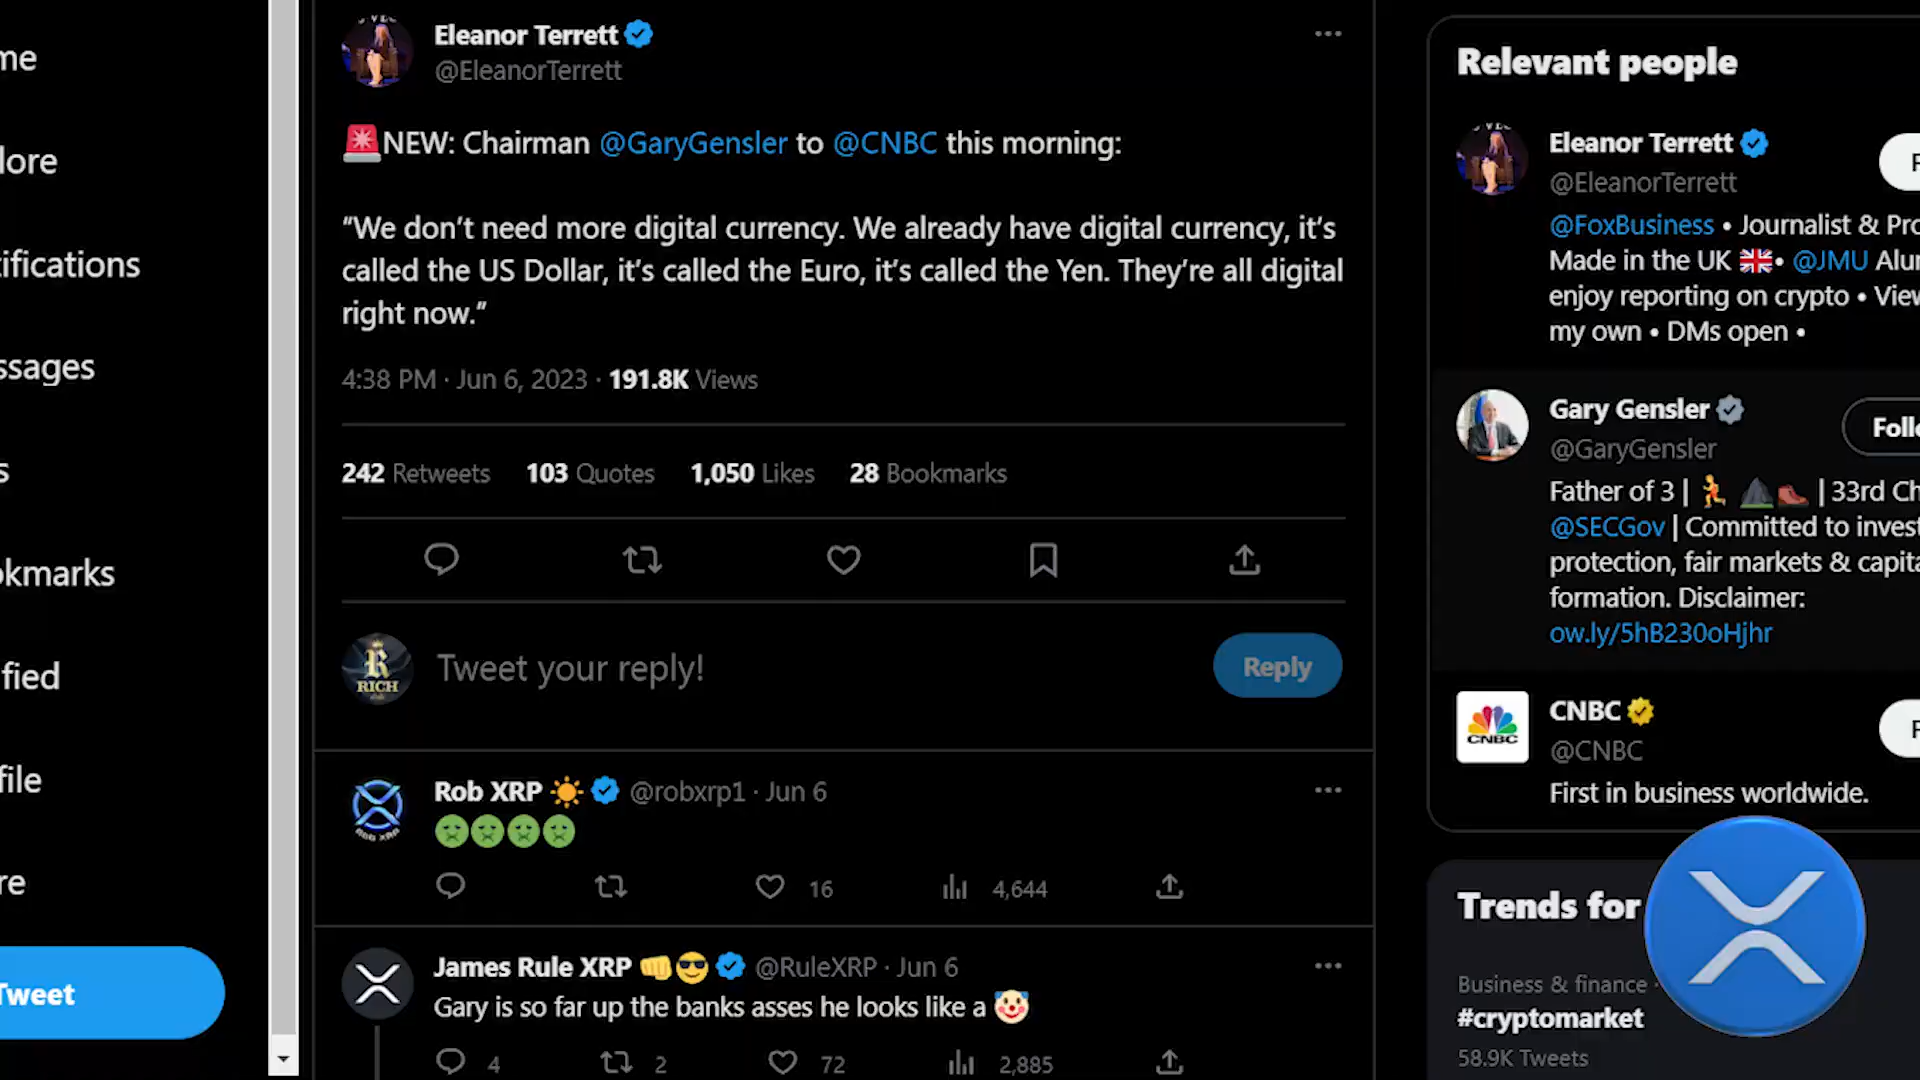 me
lore
tifications
ssages
s
okmarks
fied
file
re
Tweet
Eleanor Terrett
@EleanorTerrett
NEW: Chairman @GaryGensler to @CNBC this morning:
“We don’t need more digital currency. We already have digital currency, it’s
called the US Dollar, it’s called the Euro, it’s called the Yen. They’re all digital
right now.”
4:38 PM · Jun 6, 2023 · 191.8K Views
242 Retweets 103 Quotes 1,050 Likes 28 Bookmarks
RICH
Tweet your reply!
Reply
Rob XRP @robxrp1 · Jun 6
ROB XRP
16 4,644
James Rule XRP @RuleXRP · Jun 6
Gary is so far up the banks asses he looks like a
4 2 72 2,885
Relevant people
Eleanor Terrett
@EleanorTerrett
@FoxBusiness • Journalist & Pro
Made in the UK • @JMU Alum
enjoy reporting on crypto • View
my own • DMs open •
Gary Gensler
@GaryGensler
Follo
Father of 3 | | 33rd Ch
@SECGov | Committed to invest
protection, fair markets & capita
formation. Disclaimer:
ow.ly/5hB230oHjhr
CNBC
CNBC
@CNBC
First in business worldwide.
Trends for
Business & finance ·
#cryptomarket
58.9K Tweets